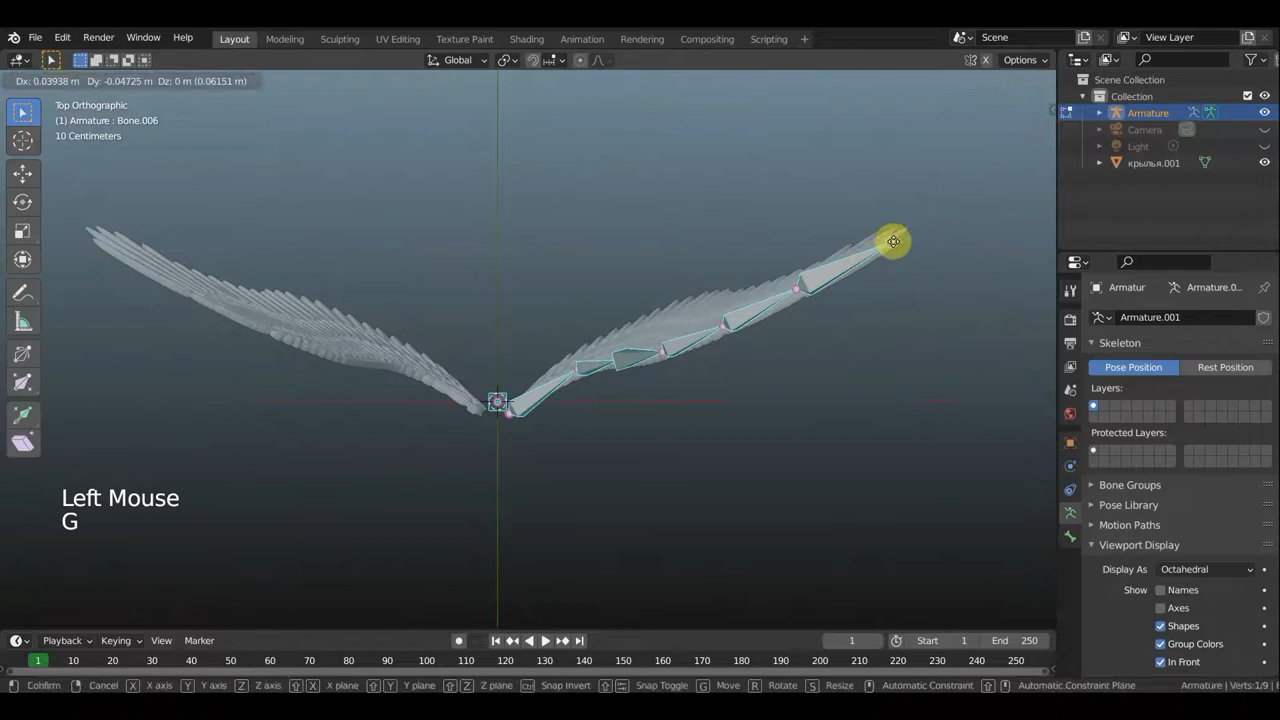 File Edit Render Window Help Layout Modeling Sculpting UV Editing Texture Paint Shading Animation Rendering Compositing Scripting + Scene View Layer
Global X Options
Dx: 0.03938 m Dy: -0.04725 m Dz: 0 m (0.06151 m)
Top Orthographic
(1) Armature : Bone.006
10 Centimeters
Left Mouse
G
Scene Collection
Collection
Armature
Camera
Light
крылья.001
Armatur Armature.0...
Armature.001
Skeleton
Pose Position Rest Position
Layers:
Protected Layers:
Bone Groups
Pose Library
Motion Paths
Viewport Display
Display As Octahedral
Show Names
Axes
Shapes
Group Colors
In Front
Playback Keying View Marker 1 Start 1 End 250
1 10 20 30 40 50 60 70 80 90 100 110 120 130 140 150 160 170 180 190 200 210 220 230 240 250
Confirm Cancel X X axis Y Y axis Z Z axis X X plane Y Y plane Z Z plane Ctrl Snap Invert Snap Toggle G Move R Rotate S Resize Automatic Constraint Automatic Constraint Plane Armature | Verts:1/9 |